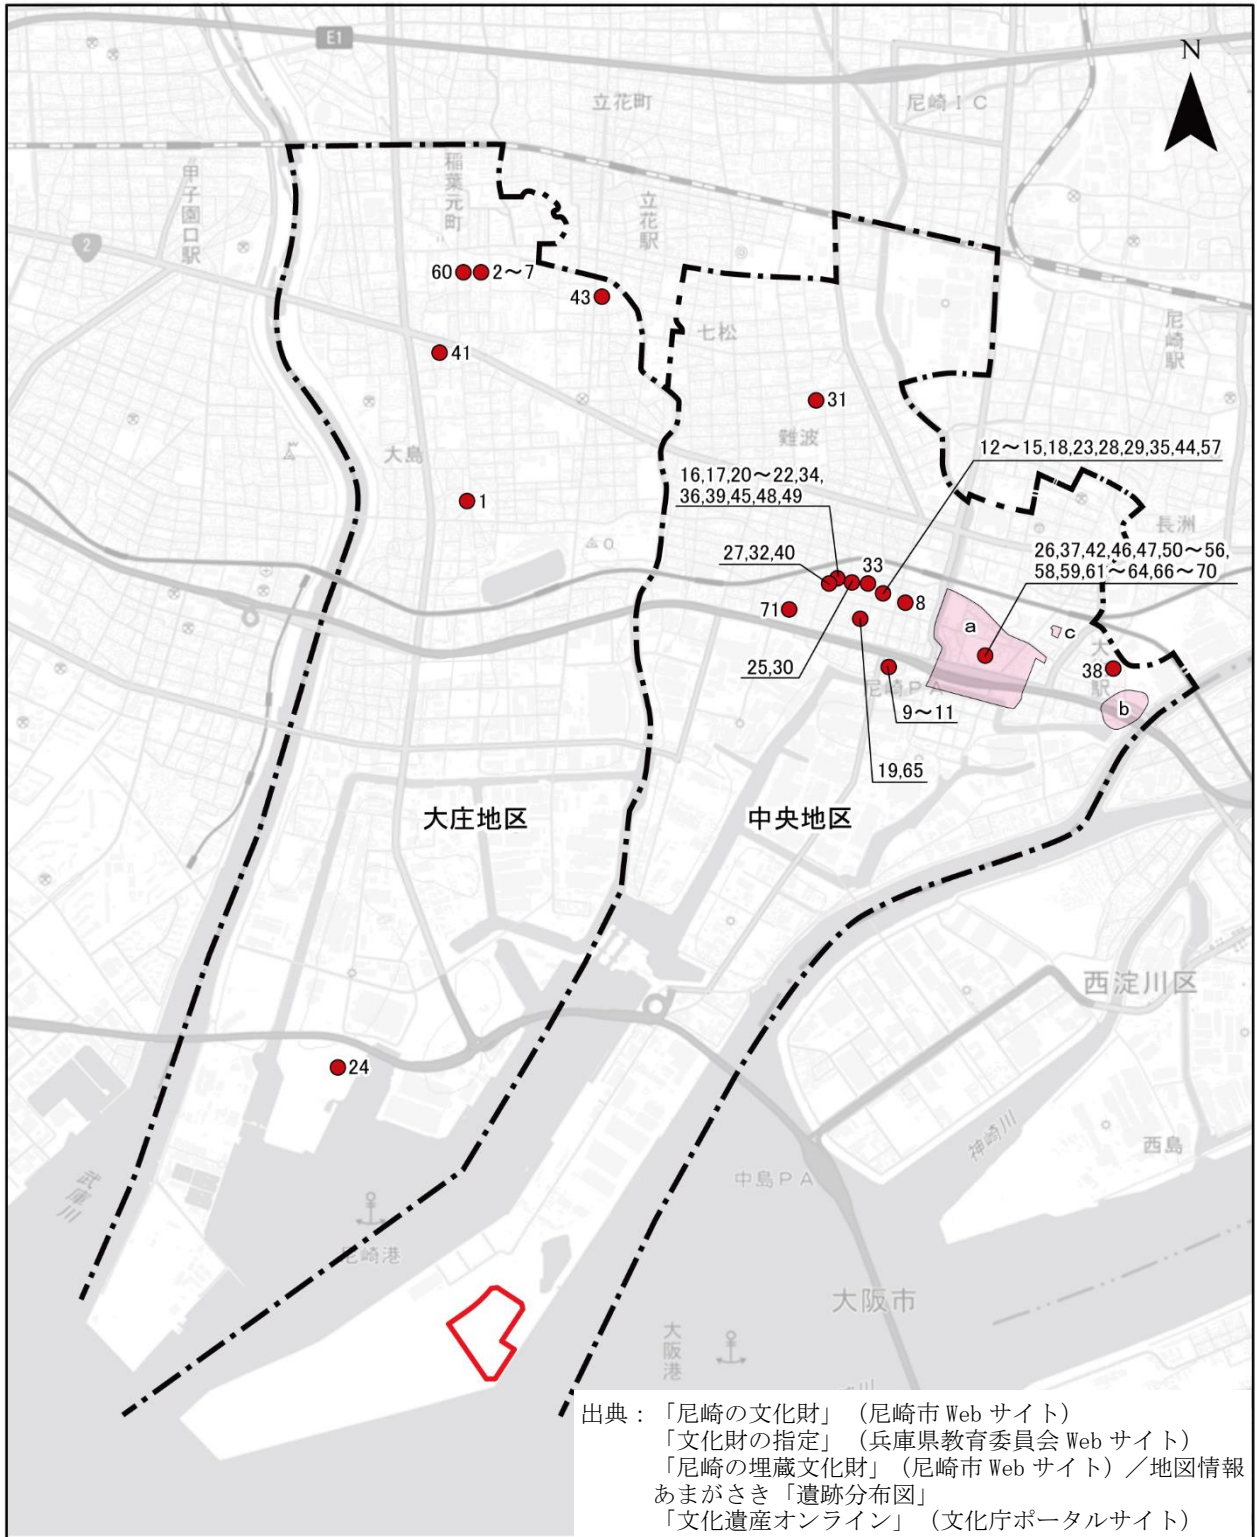 E1
N
立花町
尼崎IC
甲子園口駅
稲葉元町
立花駅
2
60
2～7
43
七松
尼崎駅
41
31
難波
大島
12～15,18,23,28,29,35,44,57
16,17,20～22,34,
36,39,45,48,49
1
長洲
26,37,42,46,47,50～56,
58,59,61～64,66～70
27,32,40
33
71
8
a
c
25,30
38
尼崎PA
b
9～11
19,65
大庄地区
中央地区
西淀川区
24
神崎川
西島
武庫川
中島PA
尼崎港
大阪市
大阪港
出典：「尼崎の文化財」（尼崎市Webサイト）
「文化財の指定」（兵庫県教育委員会Webサイト）
「尼崎の埋蔵文化財」（尼崎市Webサイト）／地図情報
あまがさき「遺跡分布図」
「文化遺産オンライン」（文化庁ポータルサイト）